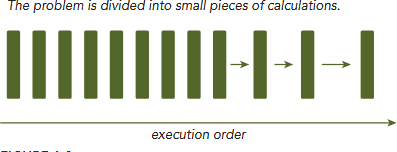 The problem is divided into small pieces of calculations.
execution order